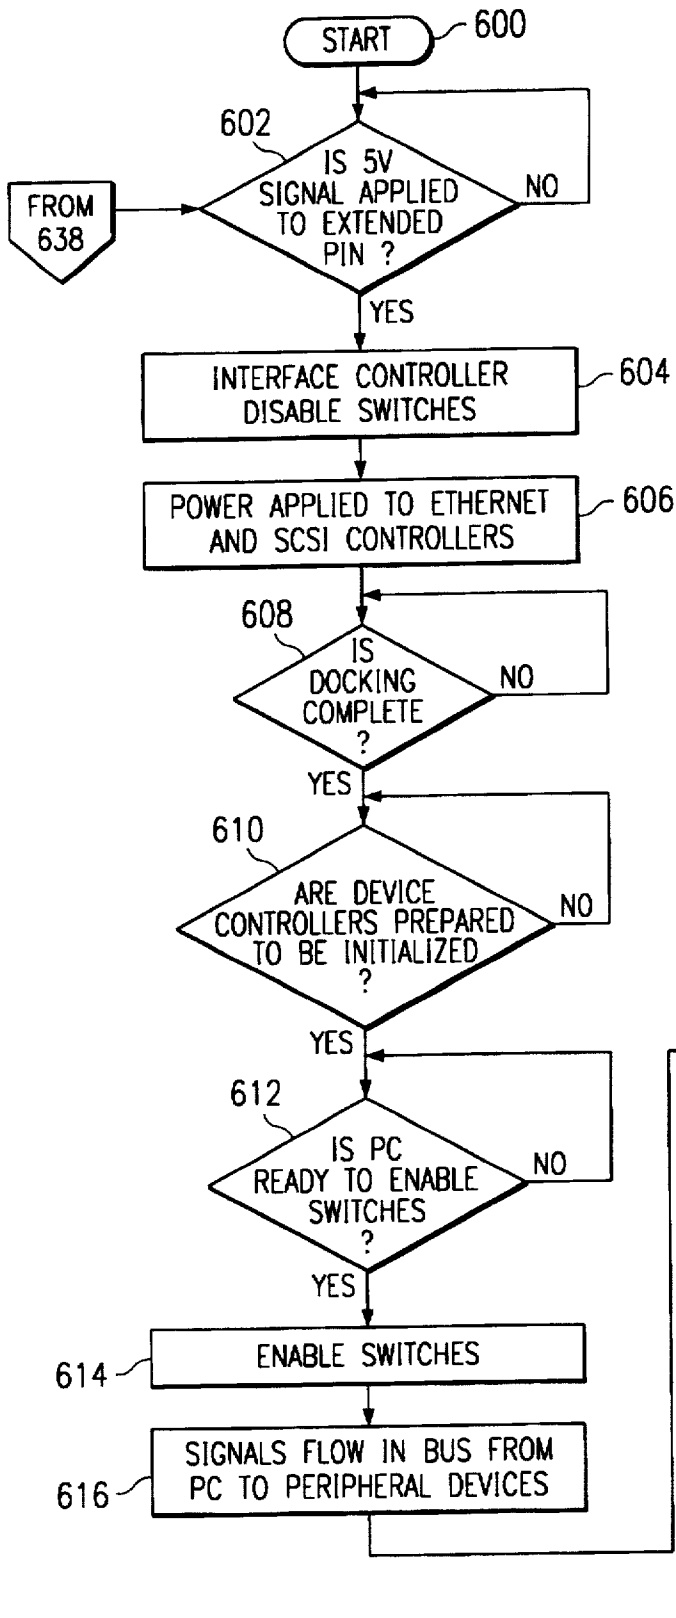 START
600
602
IS 5V
SIGNAL APPLIED
TO EXTENDED
PIN ?
NO
FROM
638
YES
INTERFACE CONTROLLER
DISABLE SWITCHES
604
POWER APPLIED TO ETHERNET
AND SCSI CONTROLLERS
606
608
IS
DOCKING
COMPLETE
?
NO
YES
610
ARE DEVICE
CONTROLLERS PREPARED
TO BE INITIALIZED
?
NO
YES
612
IS PC
READY TO ENABLE
SWITCHES
?
NO
YES
ENABLE SWITCHES
614
SIGNALS FLOW IN BUS FROM
PC TO PERIPHERAL DEVICES
616